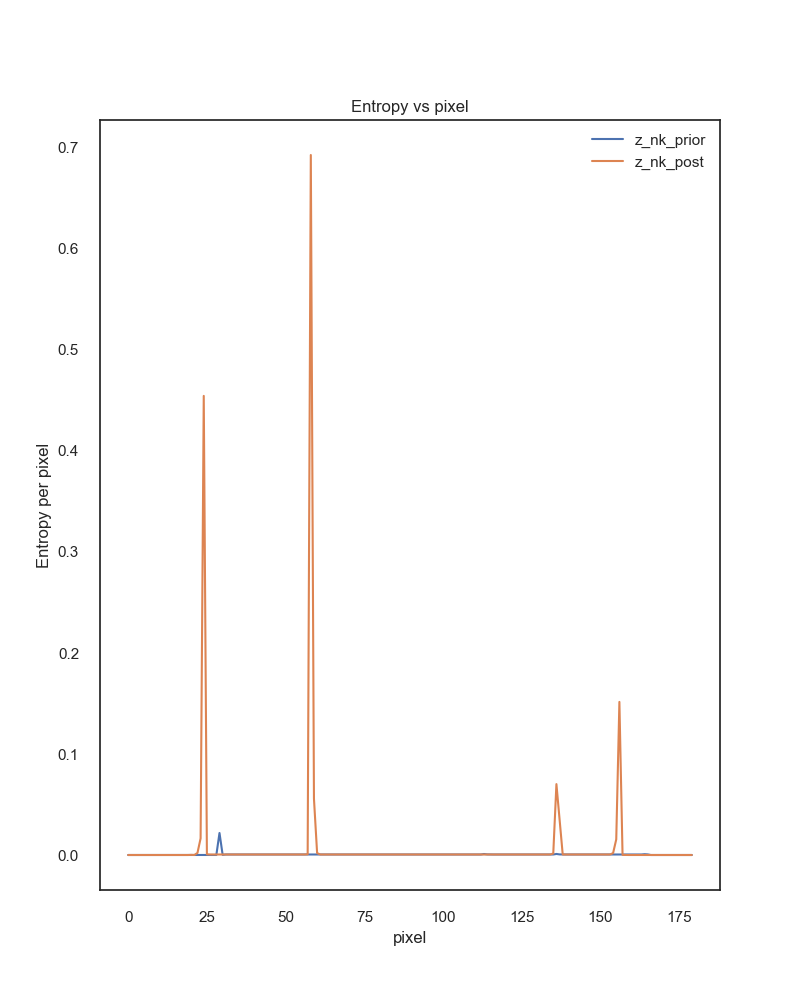 Entropy vs pixel
z_nk_prior
z_nk_post
0.7
0.6
0.5
0.4
0.3
0.2
0.1
0.0
Entropy per pixel
0 25 50 75 100 125 150 175
pixel